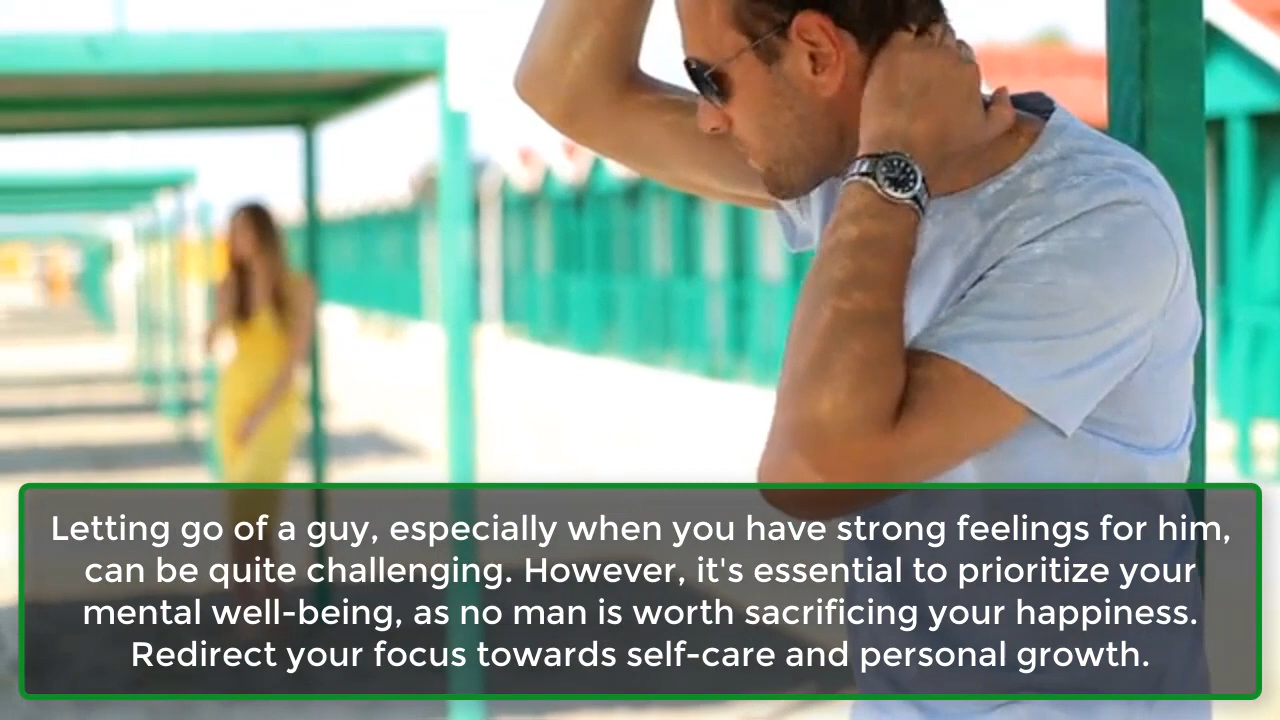 Letting go of a guy, especially when you have strong feelings for him,
can be quite challenging. However, it's essential to prioritize your
mental well-being, as no man is worth sacrificing your happiness.
Redirect your focus towards self-care and personal growth.